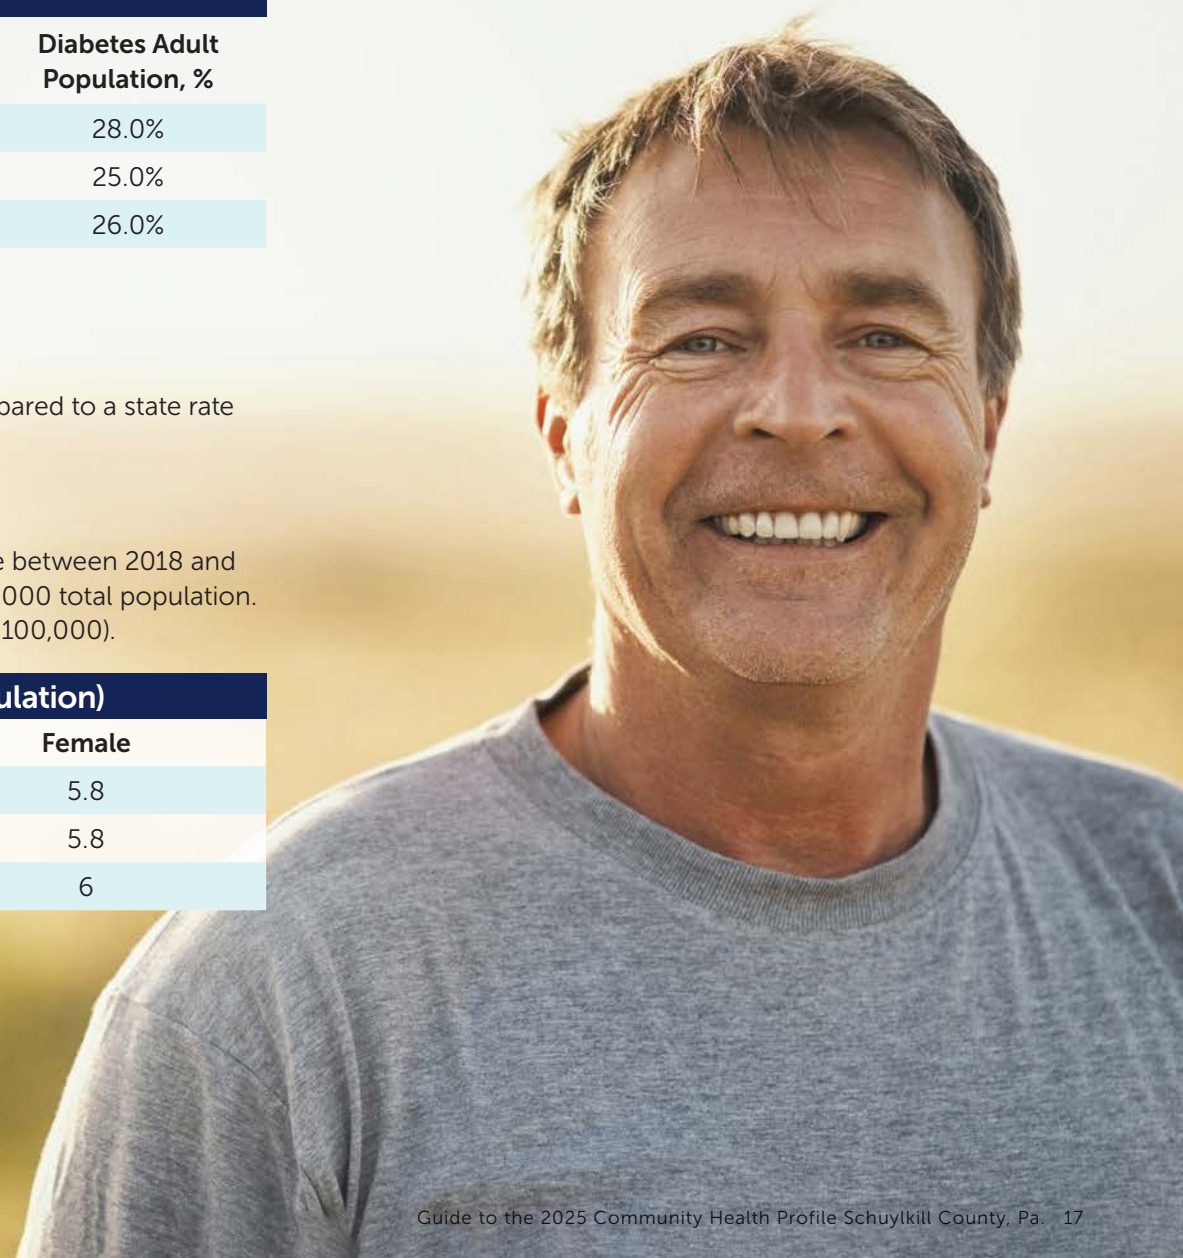 Diabetes Adult
Population, %
28.0%
25.0%
26.0%
pared to a state rate
between 2018 and
000 total population.
100,000).
ulation)
Female
5.8
5.8
6
Guide to the 2025 Community Health Profile Schuylkill County, Pa. 17